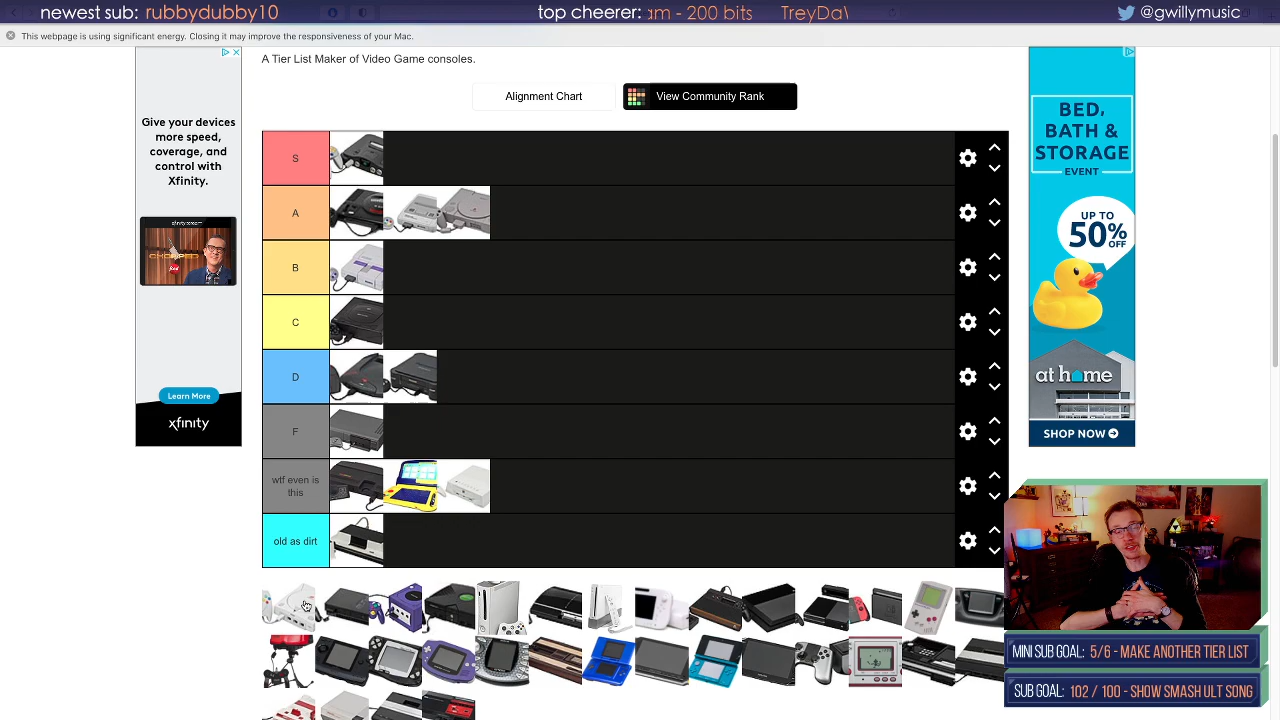 newest sub: rubbydubby10
top cheerer: am - 200 bits TreyDa\
@gwillymusic
This webpage is using significant energy. Closing it may improve the responsiveness of your Mac.
A Tier List Maker of Video Game consoles.
Alignment Chart
View Community Rank
Give your devices
more speed,
coverage, and
control with
Xfinity.
CHOPPED
food
Learn More
xfinity
S
A
B
C
D
F
wtf even is
this
old as dirt
BED,
BATH &
STORAGE
EVENT
UP TO
50%
OFF
at home
SHOP NOW
MINI SUB GOAL: 5/6 - MAKE ANOTHER TIER LIST
SUB GOAL: 102 / 100 - SHOW SMASH ULT SONG